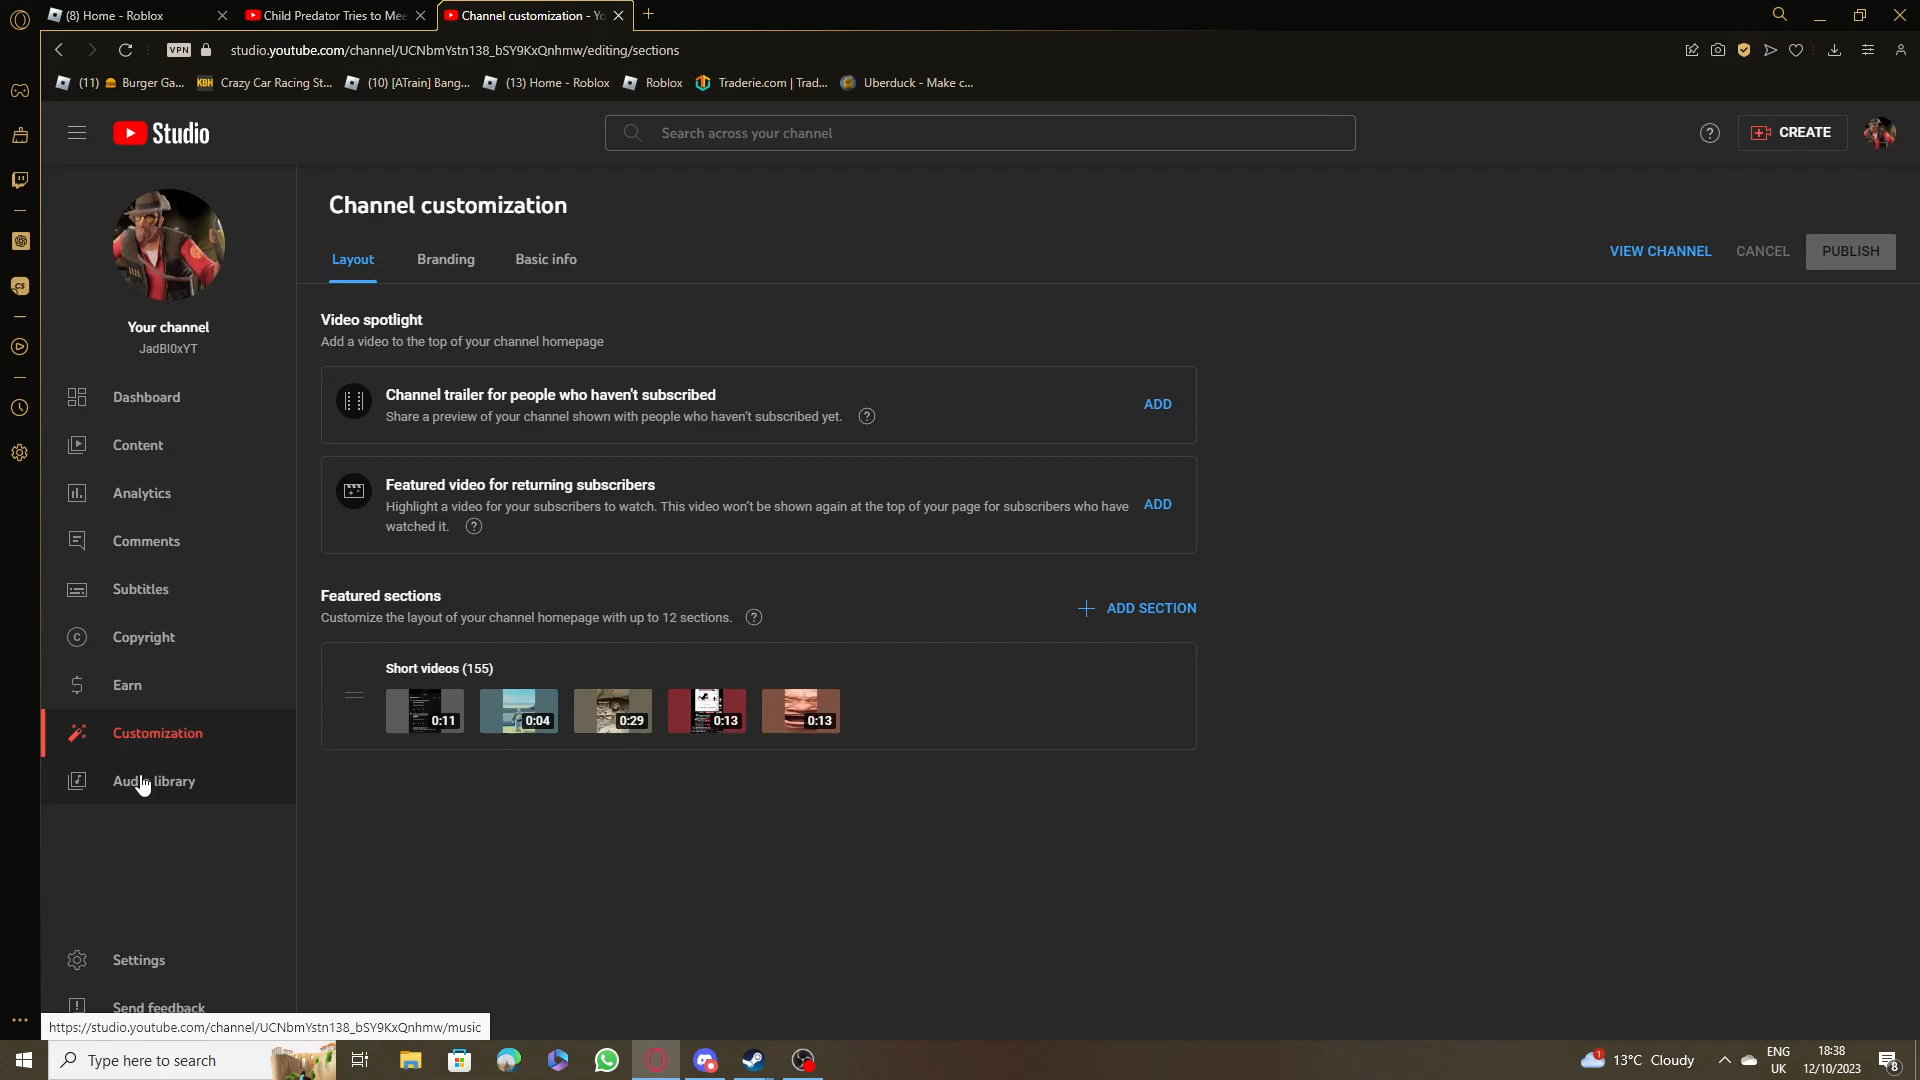 (8) Home - Roblox
Child Predator Tries to Mee
Channel customization - Yo
VPN
studio.youtube.com/channel/UCNbmYstn138_bSY9KxQnhmw/editing/sections
(11) 🍔 Burger Ga...
KBH Crazy Car Racing St...
(10) [ATrain] Bang...
(13) Home - Roblox
Roblox
Traderie.com | Trad...
Uberduck - Make c...
Studio
Search across your channel
CREATE
Channel customization
VIEW CHANNEL
CANCEL
PUBLISH
Layout
Branding
Basic info
Your channel
JadBl0xYT
Dashboard
Content
Analytics
Comments
Subtitles
Copyright
Earn
Customization
Audio library
Settings
Send feedback
Video spotlight
Add a video to the top of your channel homepage
Channel trailer for people who haven't subscribed
Share a preview of your channel shown with people who haven't subscribed yet.
ADD
Featured video for returning subscribers
Highlight a video for your subscribers to watch. This video won't be shown again at the top of your page for subscribers who have
watched it.
ADD
Featured sections
Customize the layout of your channel homepage with up to 12 sections.
ADD SECTION
Short videos (155)
0:11
0:04
0:29
0:13
0:13
https://studio.youtube.com/channel/UCNbmYstn138_bSY9KxQnhmw/music
Type here to search
1
13°C Cloudy
ENG
UK
18:38
12/10/2023
8